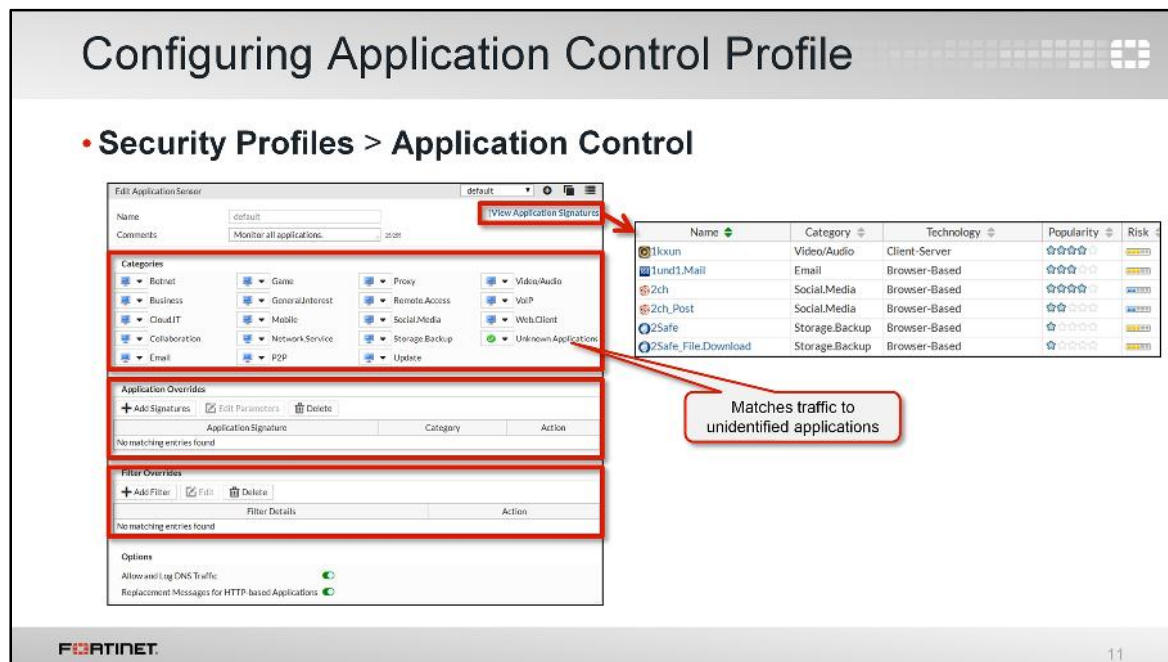 Configuring Application Control Profile
• Security Profiles > Application Control
Edit Application Sensor
default
Name
default
[View Application Signatures
Comments
Monitor all applications.
Categories
Botnet
Game
Proxy
Video/Audio
Business
General.Interest
Remote.Access
VoIP
Cloud.IT
Mobile
Social.Media
Web.Client
Collaboration
Network.Service
Storage.Backup
Unknown Applications
Email
P2P
Update
Application Overrides
Add Signatures
Edit Parameters
Delete
Application Signature
Category
Action
No matching entries found
Filter Overrides
Add Filter
Edit
Delete
Filter Details
Action
No matching entries found
Options
Allow and Log DNS Traffic
Replacement Messages for HTTP-based Applications
Name
Category
Technology
Popularity
Risk
1kxun
Video/Audio
Client-Server
1und1.Mail
Email
Browser-Based
2ch
Social.Media
Browser-Based
2ch_Post
Social.Media
Browser-Based
2Safe
Storage.Backup
Browser-Based
2Safe_File.Download
Storage.Backup
Browser-Based
Matches traffic to
unidentified applications
FORTINET
11